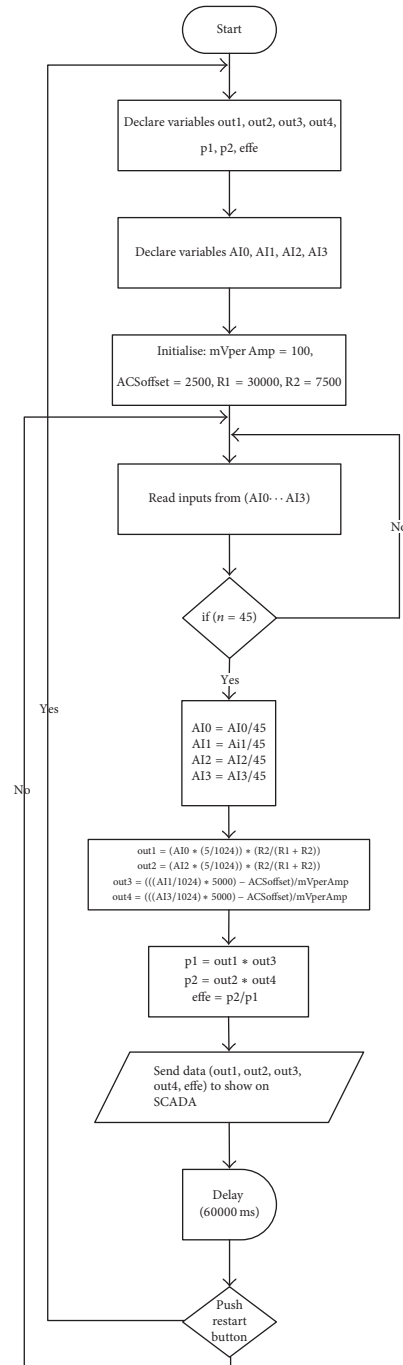 Start
Declare variables out1, out2, out3, out4,
p1, p2, effe
Declare variables AI0, AI1, AI2, AI3
Initialise: mVper Amp = 100,
ACSoffset = 2500, R1 = 30000, R2 = 7500
Read inputs from (AI0··· AI3)
No
if (n = 45)
Yes
AI0 = AI0/45
AI1 = Ai1/45
AI2 = AI2/45
AI3 = AI3/45
Yes
No
out1 = (AI0 ∗ (5/1024)) ∗ (R2/(R1 + R2))
out2 = (AI2 ∗ (5/1024)) ∗ (R2/(R1 + R2))
out3 = (((AI1/1024) ∗ 5000) − ACSoffset)/mVperAmp
out4 = (((AI3/1024) ∗ 5000) − ACSoffset)/mVperAmp
p1 = out1 ∗ out3
p2 = out2 ∗ out4
effe = p2/p1
Send data (out1, out2, out3,
out4, effe) to show on
SCADA
Delay
(60000 ms)
Push
restart
button